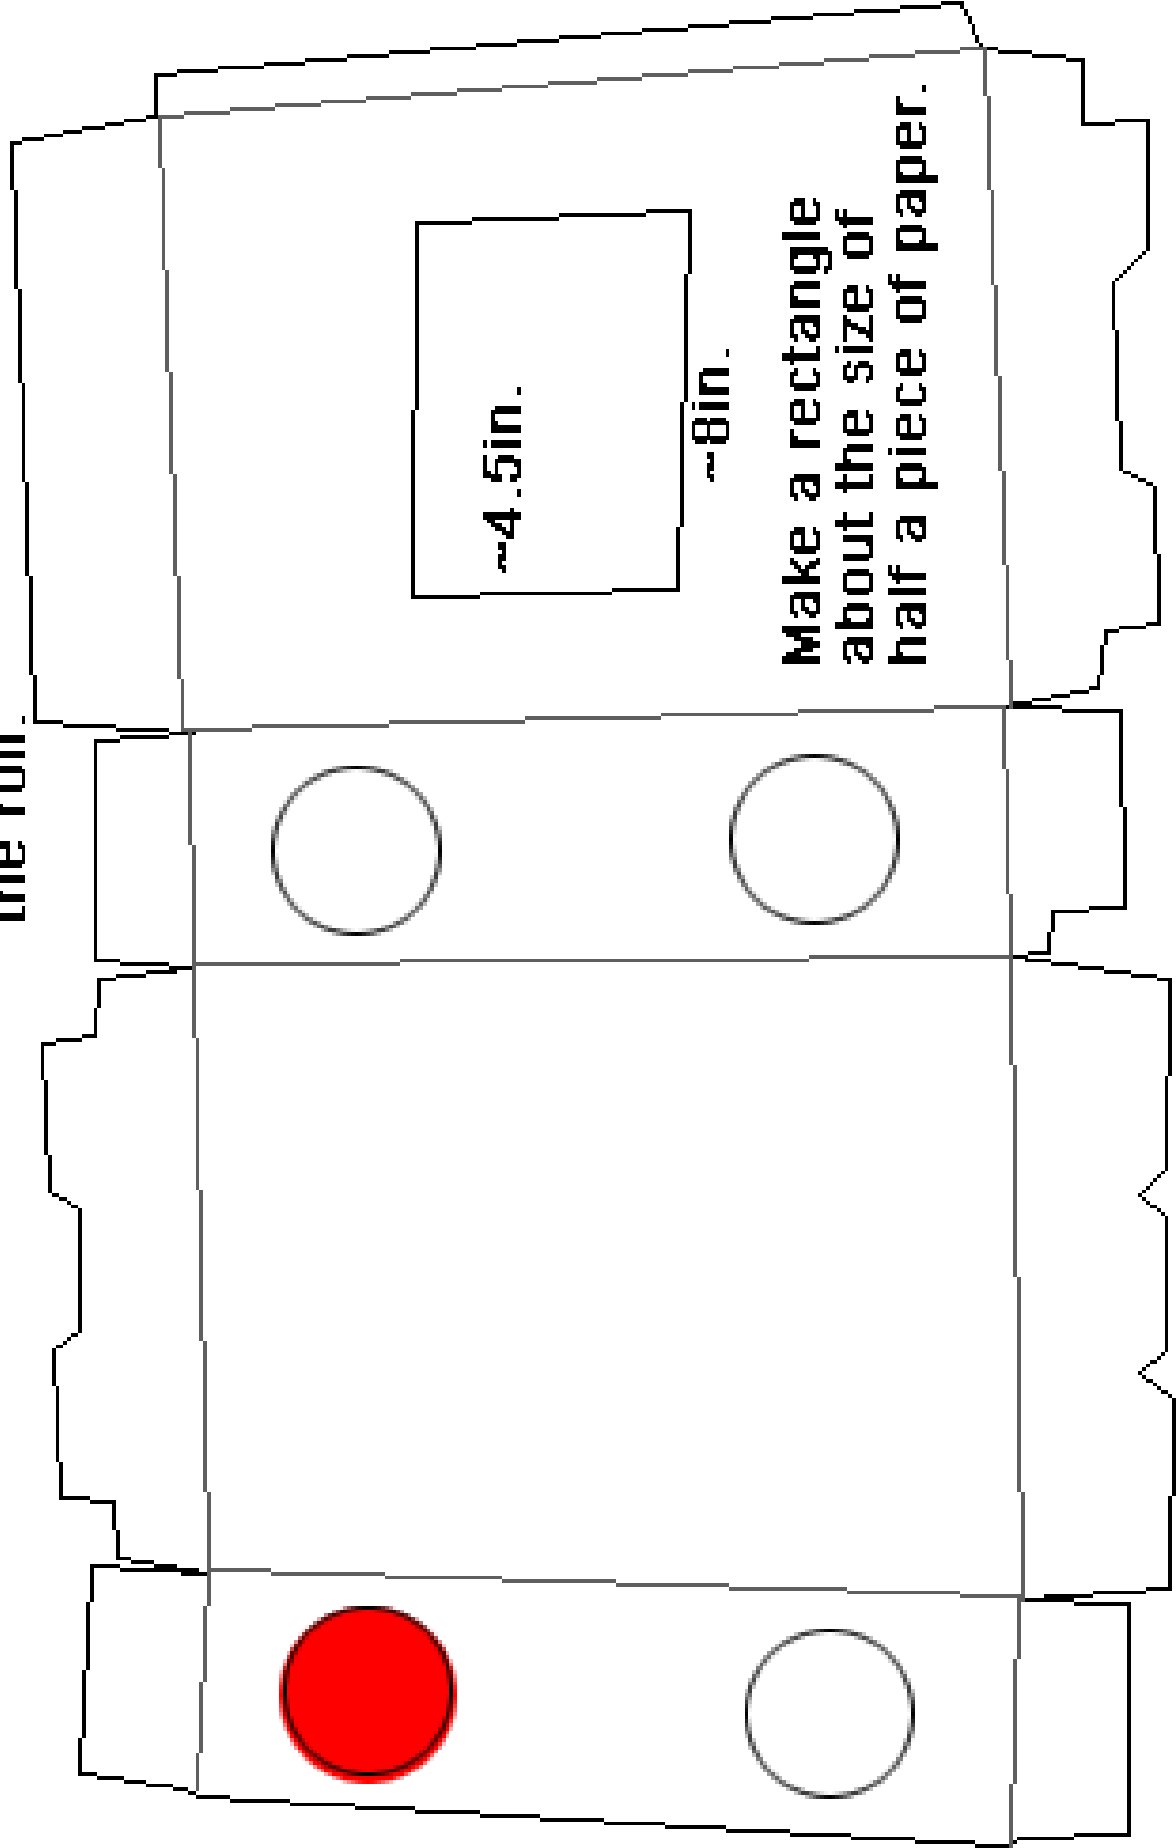 ~4.5in.
~8in.
Make a rectangle
about the size of
half a piece of paper.
the roll.